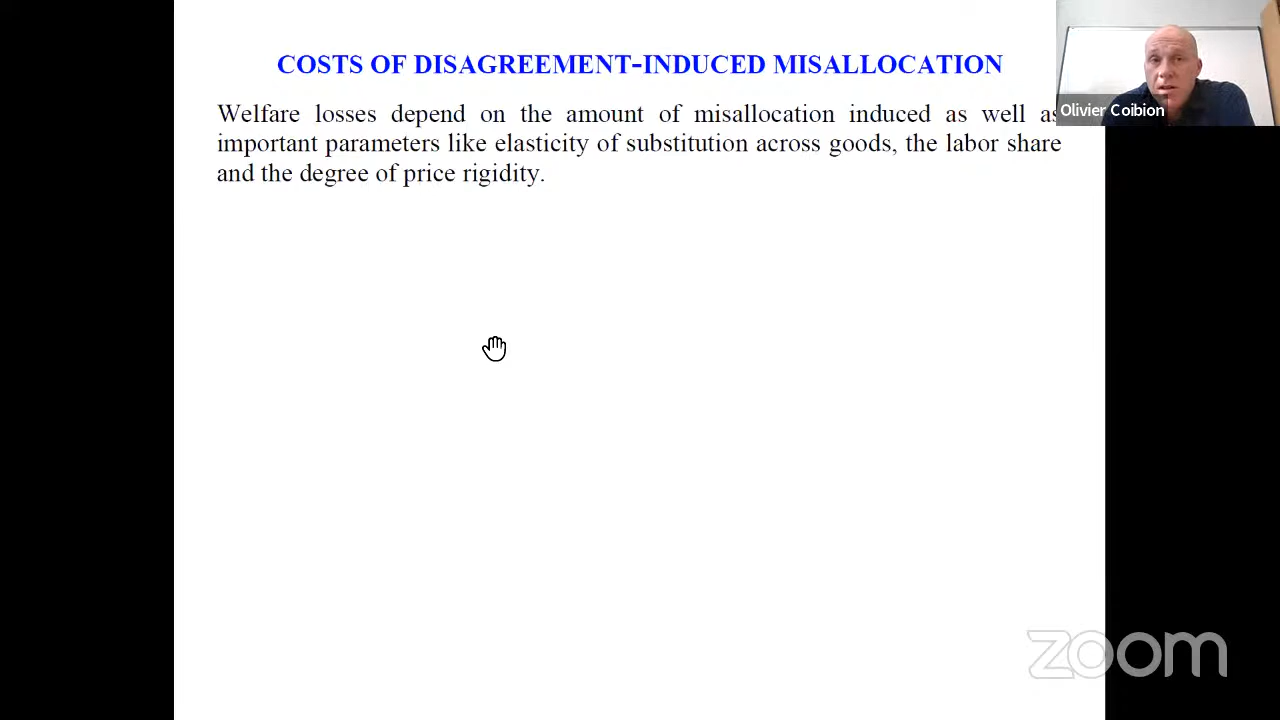 COSTS OF DISAGREEMENT-INDUCED MISALLOCATION
Welfare losses depend on the amount of misallocation induced as well as
important parameters like elasticity of substitution across goods, the labor share
and the degree of price rigidity.
Olivier Coibion
zoom